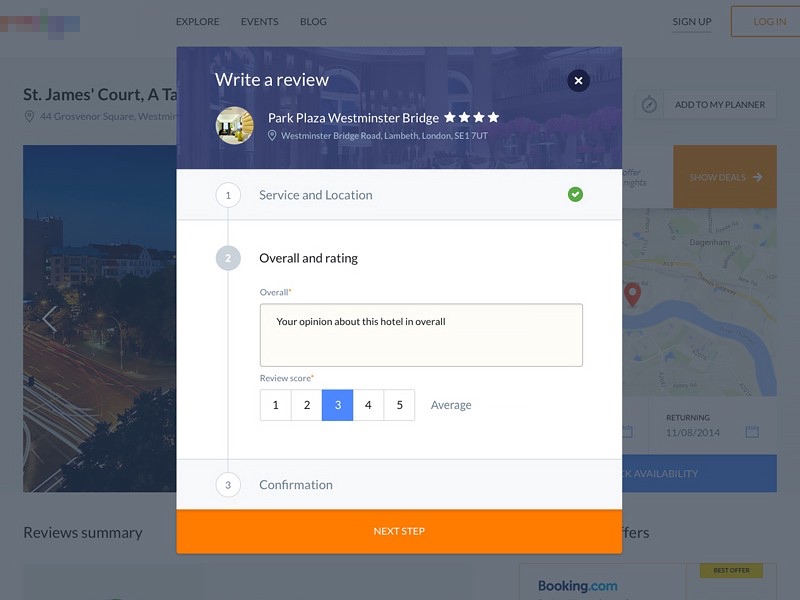 EXPLORE EVENTS BLOG SIGN UP LOG IN
Write a review
St. James' Court, A Ta
Park Plaza Westminster Bridge
44 Grosvenor Square, Westmin
Westminster Bridge Road, Lambeth, London, SE1 7UT
ADD TO MY PLANNER
offer
nights
SHOW DEALS
1 Service and Location
Dagenham
2 Overall and rating
Overall*
Your opinion about this hotel in overall
Review score*
1 2 3 4 5 Average
RETURNING
11/08/2014
CK AVAILABILITY
3 Confirmation
NEXT STEP
Reviews summary
ffers
BEST OFFER
Booking.com